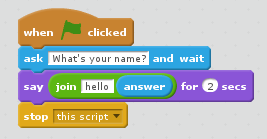 when clicked
ask What's your name? and wait
say join hello answer for 2 secs
stop this script